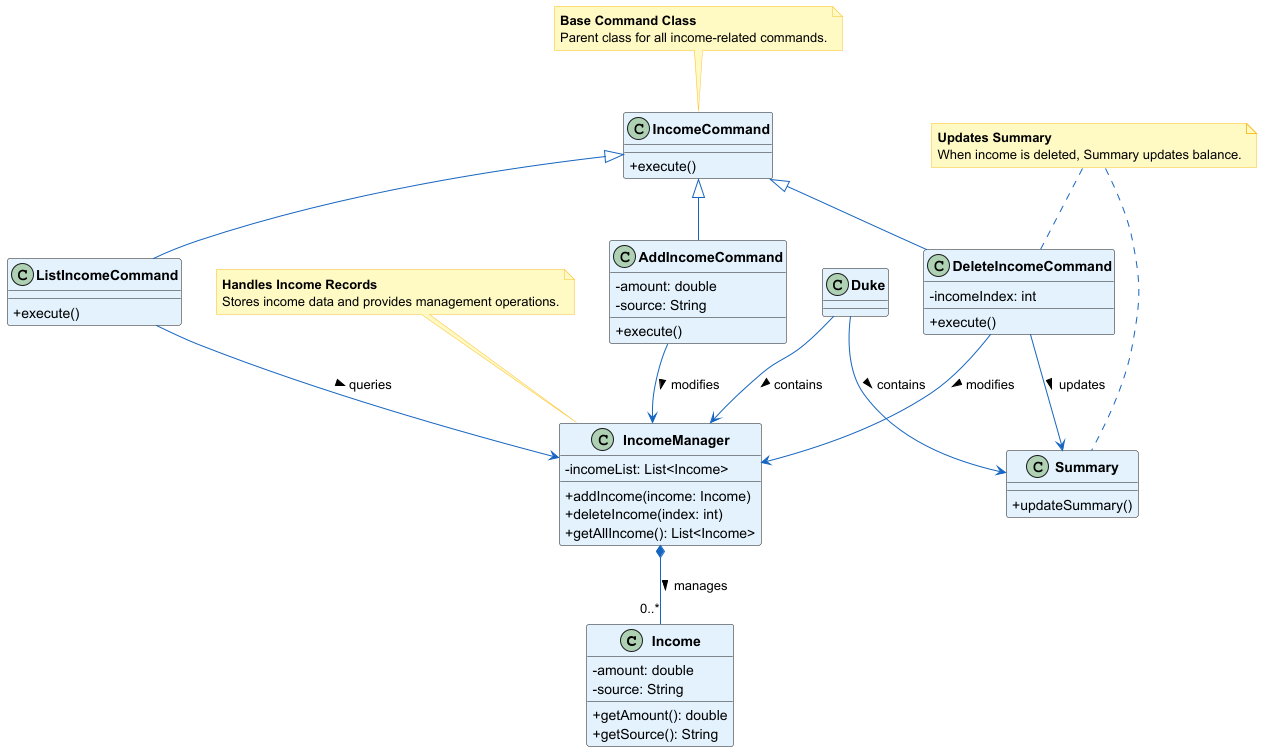 Base Command Class
Parent class for all income-related commands.
C IncomeCommand
+execute()
Updates Summary
When income is deleted, Summary updates balance.
C ListIncomeCommand
+execute()
Handles Income Records
Stores income data and provides management operations.
C AddIncomeCommand
-amount: double
-source: String
+execute()
C Duke
C DeleteIncomeCommand
-incomeIndex: int
+execute()
queries
modifies
contains
contains
modifies
updates
C IncomeManager
-incomeList: List<Income>
+addIncome(income: Income)
+deleteIncome(index: int)
+getAllIncome(): List<Income>
C Summary
+updateSummary()
manages
0..*
C Income
-amount: double
-source: String
+getAmount(): double
+getSource(): String